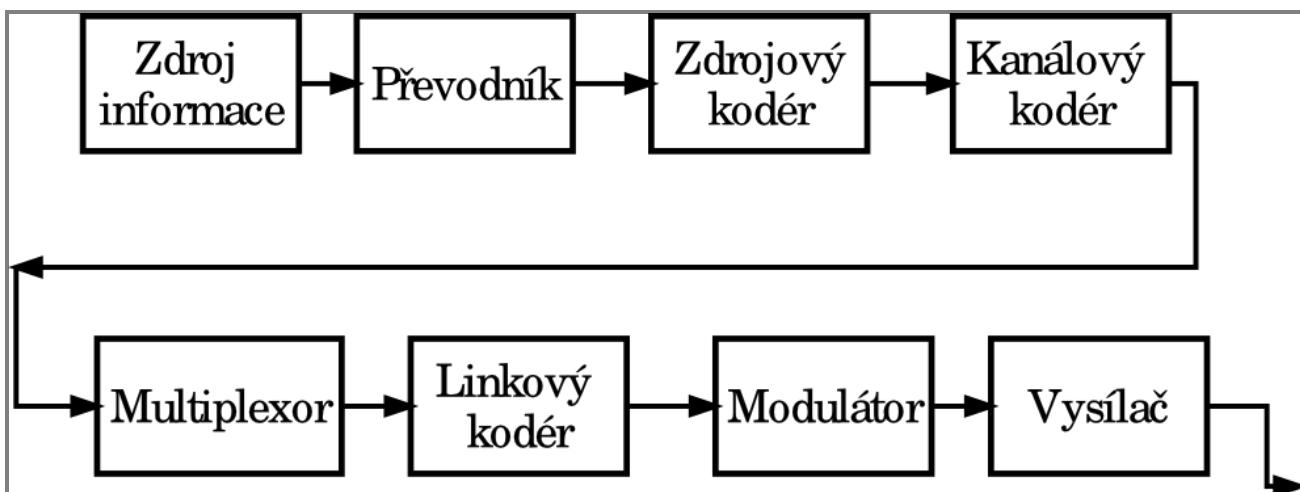 Zdroj
informace
Převodník
Zdrojový
kodér
Kanálový
kodér
Multiplexor
Linkový
kodér
Modulátor
Vysílač